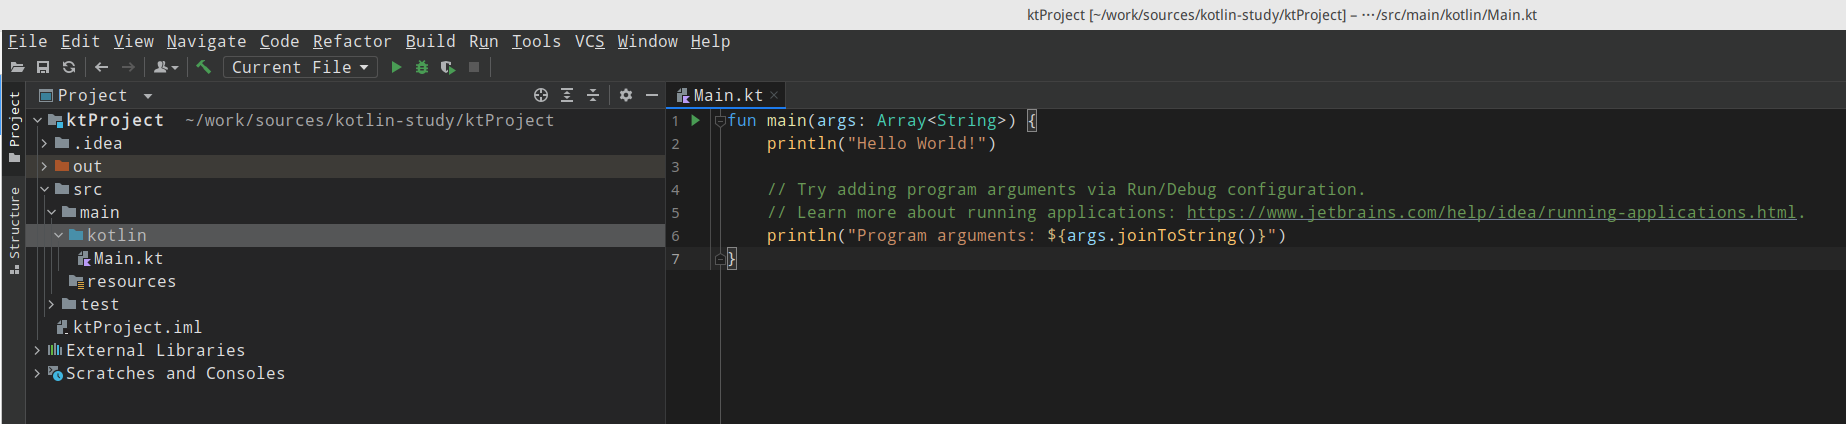 ktProject [~/work/sources/kotlin-study/ktProject] – …/src/main/kotlin/Main.kt
File Edit View Navigate Code Refactor Build Run Tools VCS Window Help
Current File
Project
Structure
Project
ktProject ~/work/sources/kotlin-study/ktProject
.idea
out
src
main
kotlin
Main.kt
resources
test
ktProject.iml
External Libraries
Scratches and Consoles
Main.kt
1 fun main(args: Array<String>) {
2 println("Hello World!")
3
4 // Try adding program arguments via Run/Debug configuration.
5 // Learn more about running applications: https://www.jetbrains.com/help/idea/running-applications.html.
6 println("Program arguments: ${args.joinToString()}")
7 }